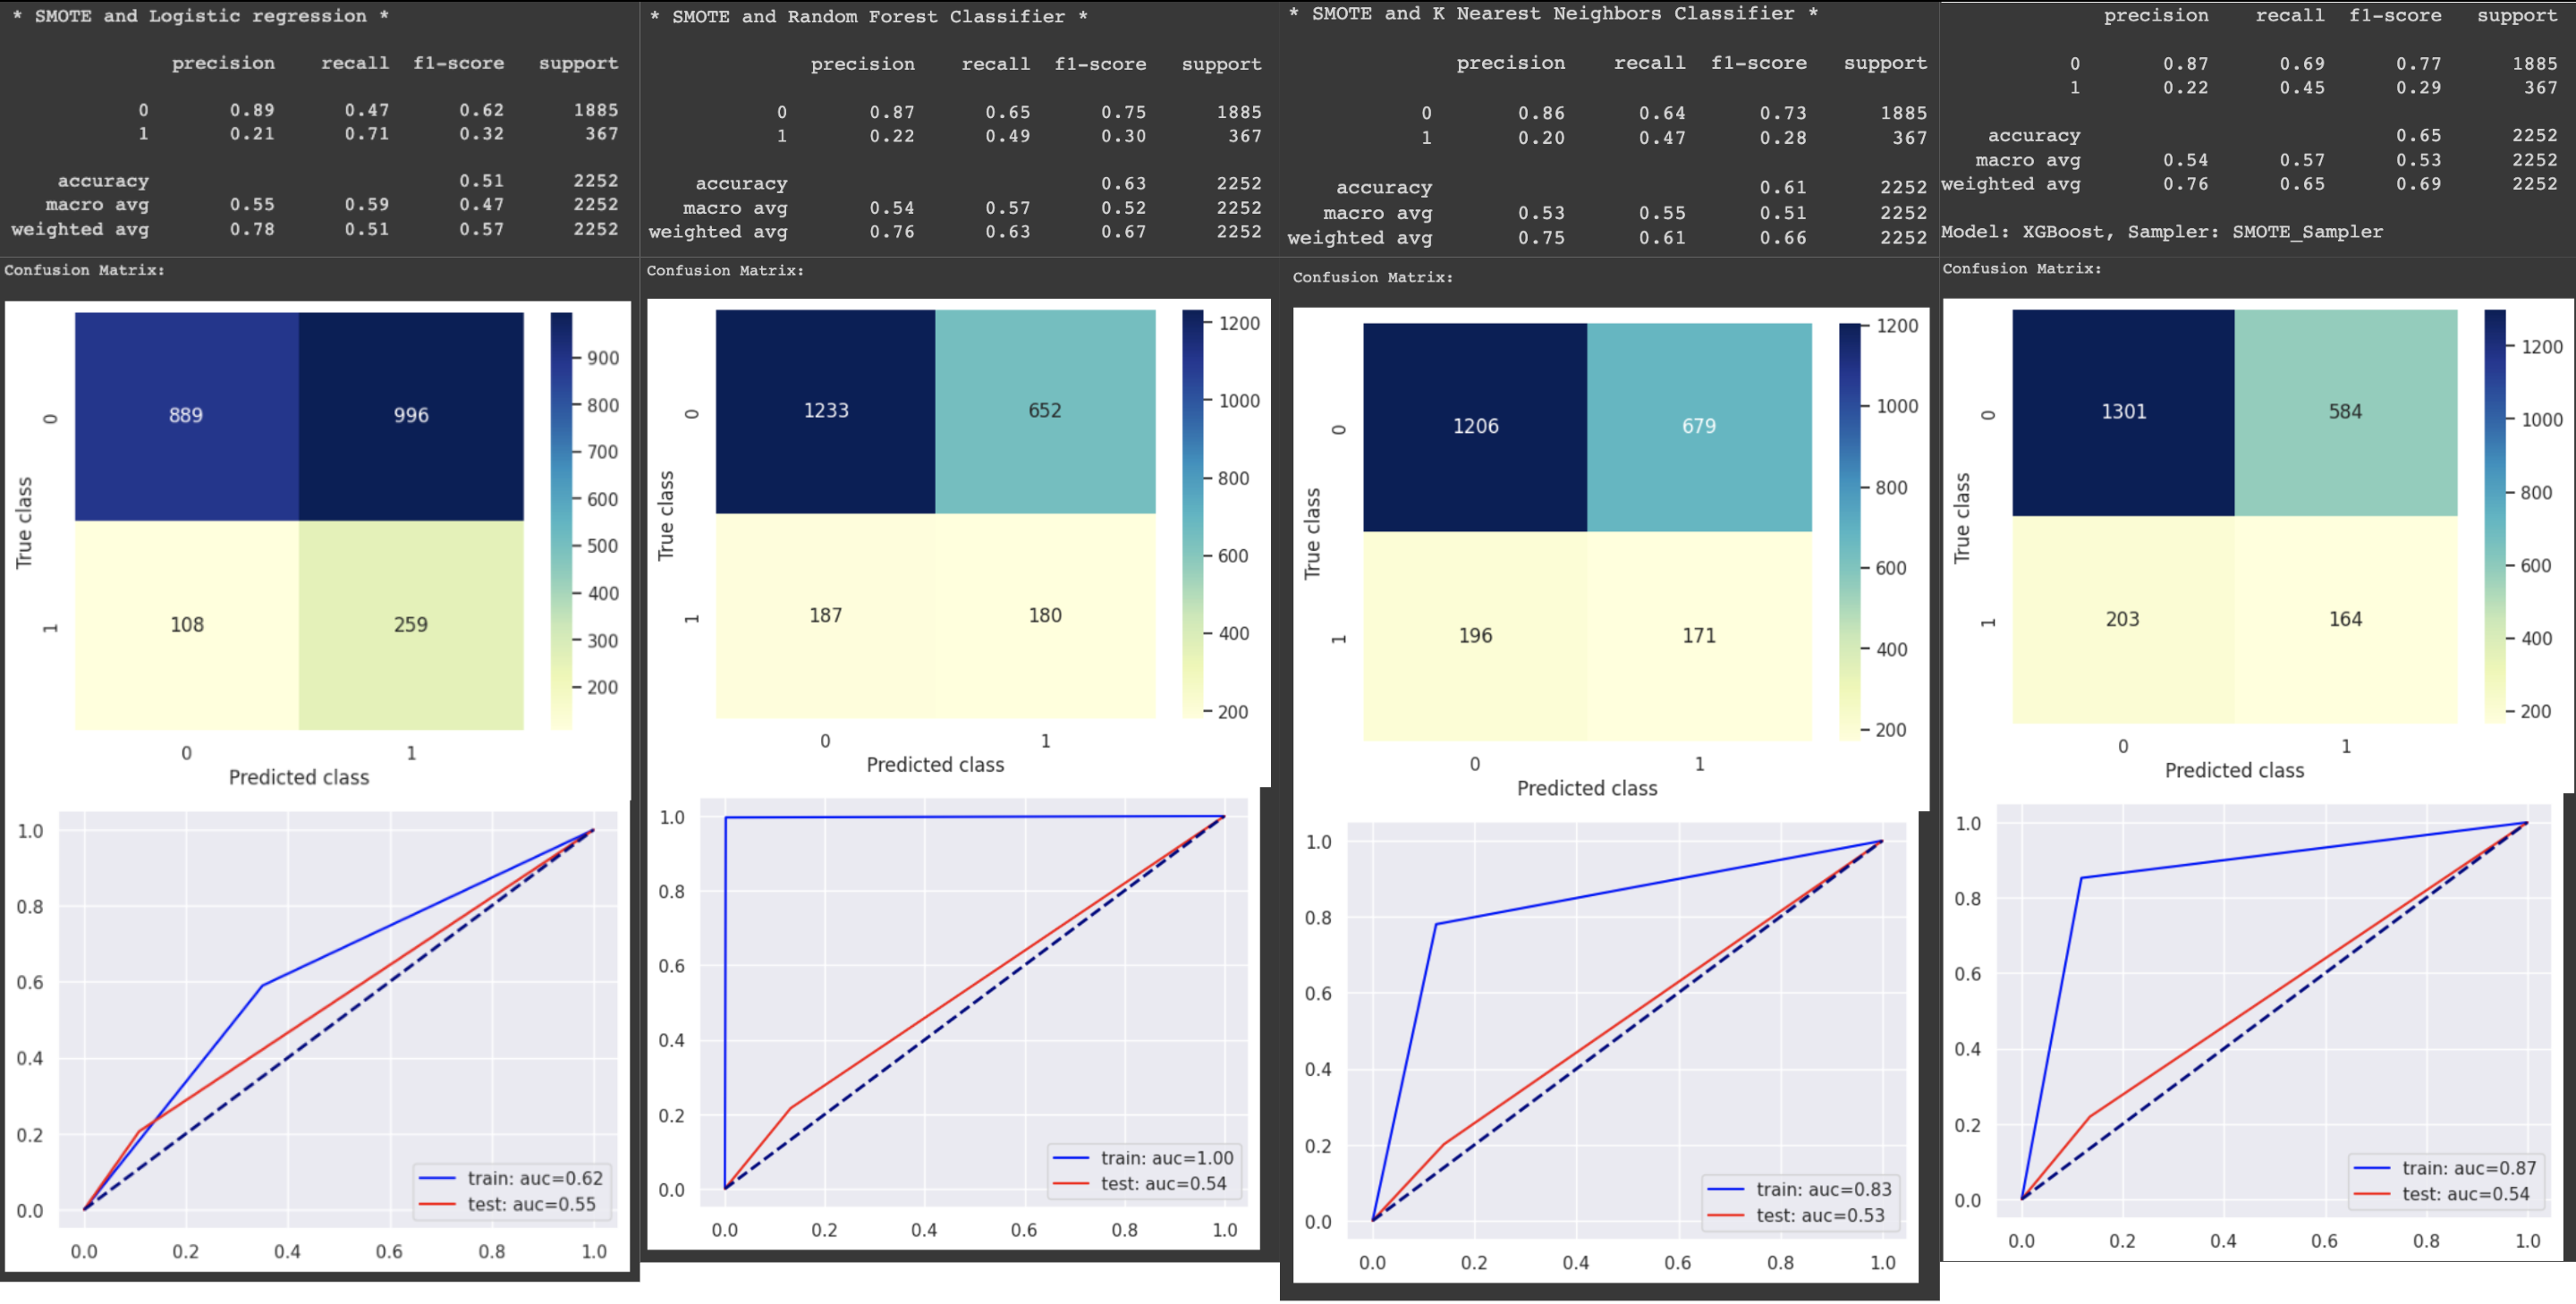 * SMOTE and Logistic regression *
precision recall f1-score support
0 0.89 0.47 0.62 1885
1 0.21 0.71 0.32 367
accuracy 0.51 2252
macro avg 0.55 0.59 0.47 2252
weighted avg 0.78 0.51 0.57 2252
Confusion Matrix:
889 996
108 259
0
1
True class
0 1
Predicted class
900
800
700
600
500
400
300
200
1.0
0.8
0.6
0.4
0.2
0.0
train: auc=0.62
test: auc=0.55
0.0 0.2 0.4 0.6 0.8 1.0
* SMOTE and Random Forest Classifier *
precision recall f1-score support
0 0.87 0.65 0.75 1885
1 0.22 0.49 0.30 367
accuracy 0.63 2252
macro avg 0.54 0.57 0.52 2252
weighted avg 0.76 0.63 0.67 2252
Confusion Matrix:
1233 652
187 180
0
1
True class
0 1
Predicted class
1200
1000
800
600
400
200
1.0
0.8
0.6
0.4
0.2
0.0
train: auc=1.00
test: auc=0.54
0.0 0.2 0.4 0.6 0.8 1.0
* SMOTE and K Nearest Neighbors Classifier *
precision recall f1-score support
0 0.86 0.64 0.73 1885
1 0.20 0.47 0.28 367
accuracy 0.61 2252
macro avg 0.53 0.55 0.51 2252
weighted avg 0.75 0.61 0.66 2252
Confusion Matrix:
1206 679
196 171
0
1
True class
0 1
Predicted class
1200
1000
800
600
400
200
1.0
0.8
0.6
0.4
0.2
0.0
train: auc=0.83
test: auc=0.53
0.0 0.2 0.4 0.6 0.8 1.0
precision recall f1-score support
0 0.87 0.69 0.77 1885
1 0.22 0.45 0.29 367
accuracy 0.65 2252
macro avg 0.54 0.57 0.53 2252
weighted avg 0.76 0.65 0.69 2252
Model: XGBoost, Sampler: SMOTE_Sampler
Confusion Matrix:
1301 584
203 164
0
1
True class
0 1
Predicted class
1200
1000
800
600
400
200
1.0
0.8
0.6
0.4
0.2
0.0
train: auc=0.87
test: auc=0.54
0.0 0.2 0.4 0.6 0.8 1.0